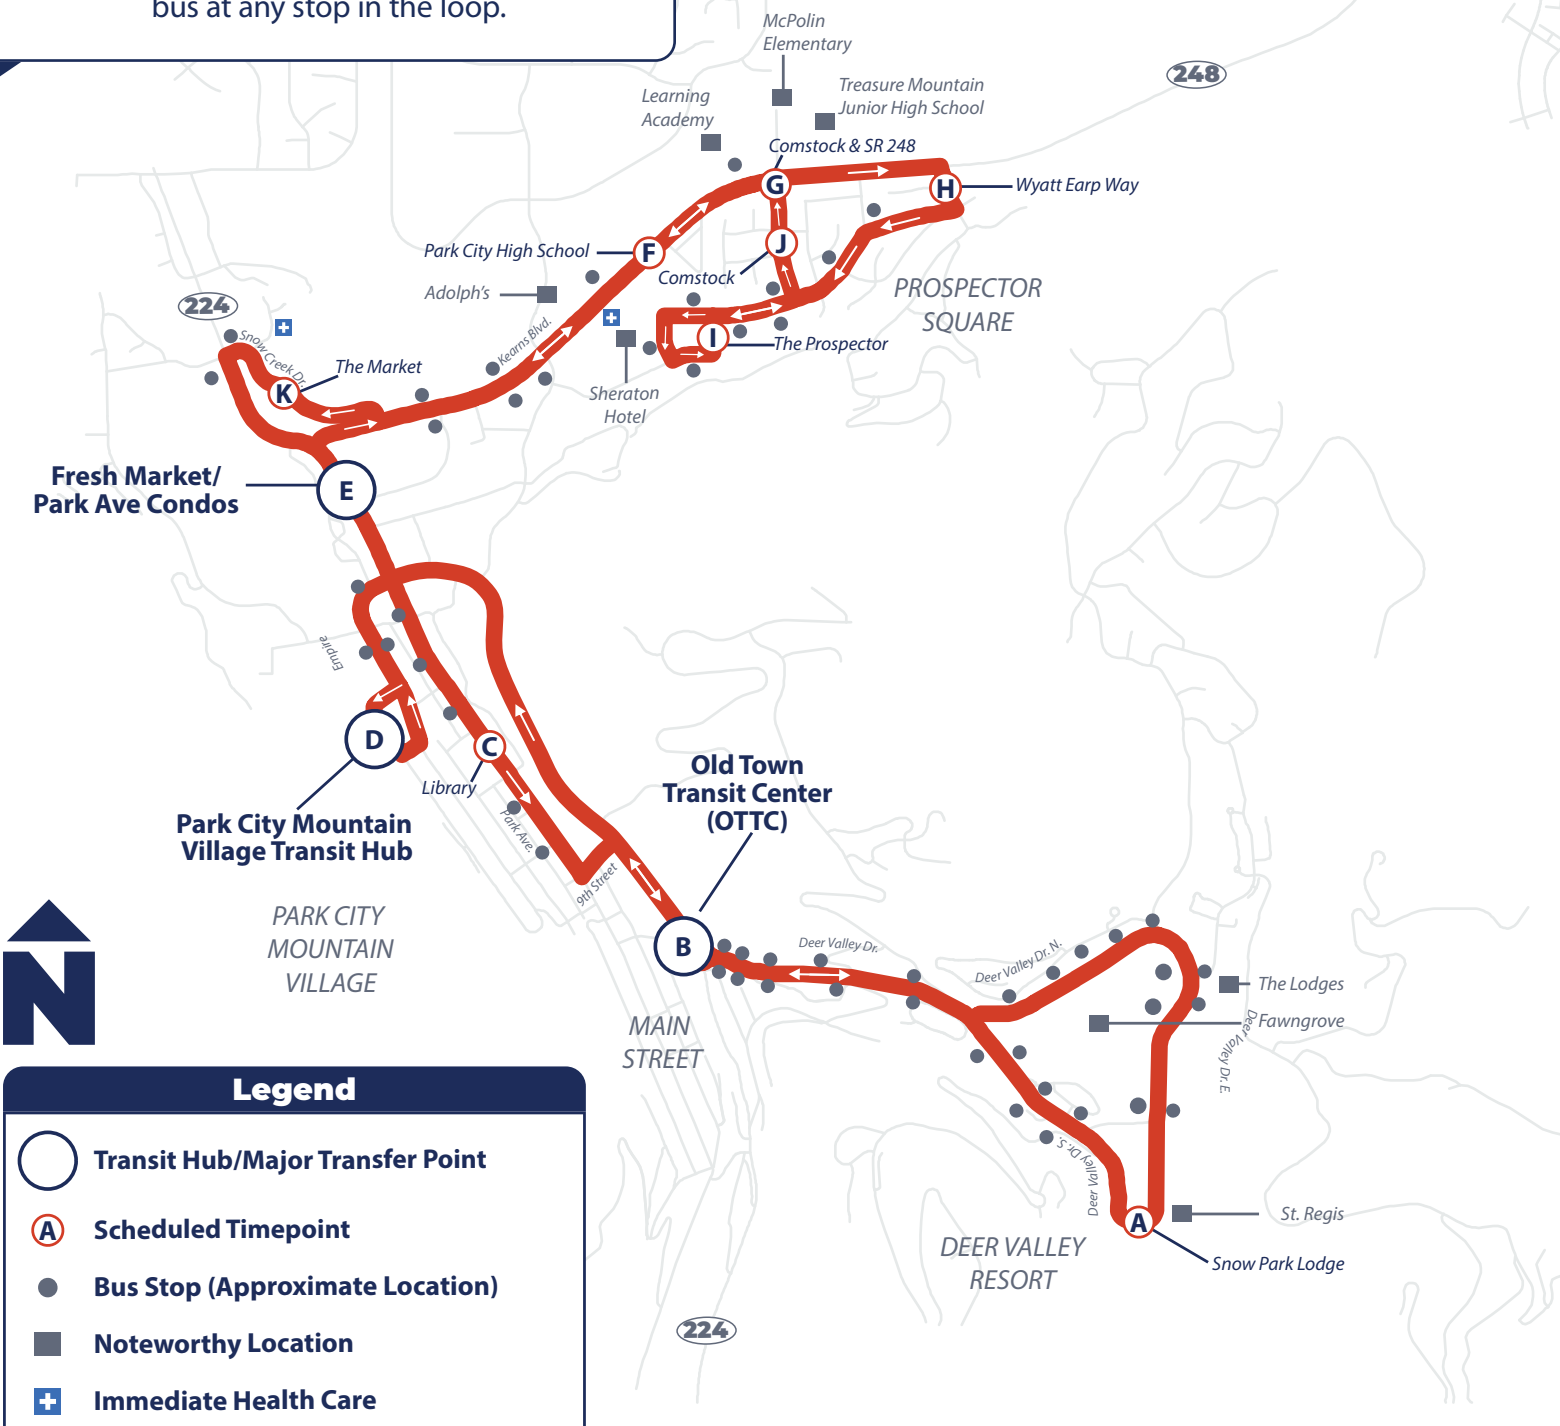 bus at any stop in the loop.
McPolin
Elementary
248
Treasure Mountain
Junior High School
Learning
Academy
Comstock & SR 248
G
H
Wyatt Earp Way
Park City High School
F
J
Comstock
Adolph's
PROSPECTOR
SQUARE
224
Snow Creek Dr.
Kearns Blvd.
I
The Prospector
The Market
K
Sheraton
Hotel
Fresh Market/
Park Ave Condos
E
Empire
D
C
Library
Park Ave.
Old Town
Transit Center
(OTTC)
Park City Mountain
Village Transit Hub
9th Street
PARK CITY
MOUNTAIN
VILLAGE
B
Deer Valley Dr.
Deer Valley Dr. N.
The Lodges
Fawngrove
Deer Valley Dr. E.
MAIN
STREET
N
Deer Valley Dr. S.
A
St. Regis
Snow Park Lodge
DEER VALLEY
RESORT
224
Legend
Transit Hub/Major Transfer Point
A
Scheduled Timepoint
Bus Stop (Approximate Location)
Noteworthy Location
Immediate Health Care